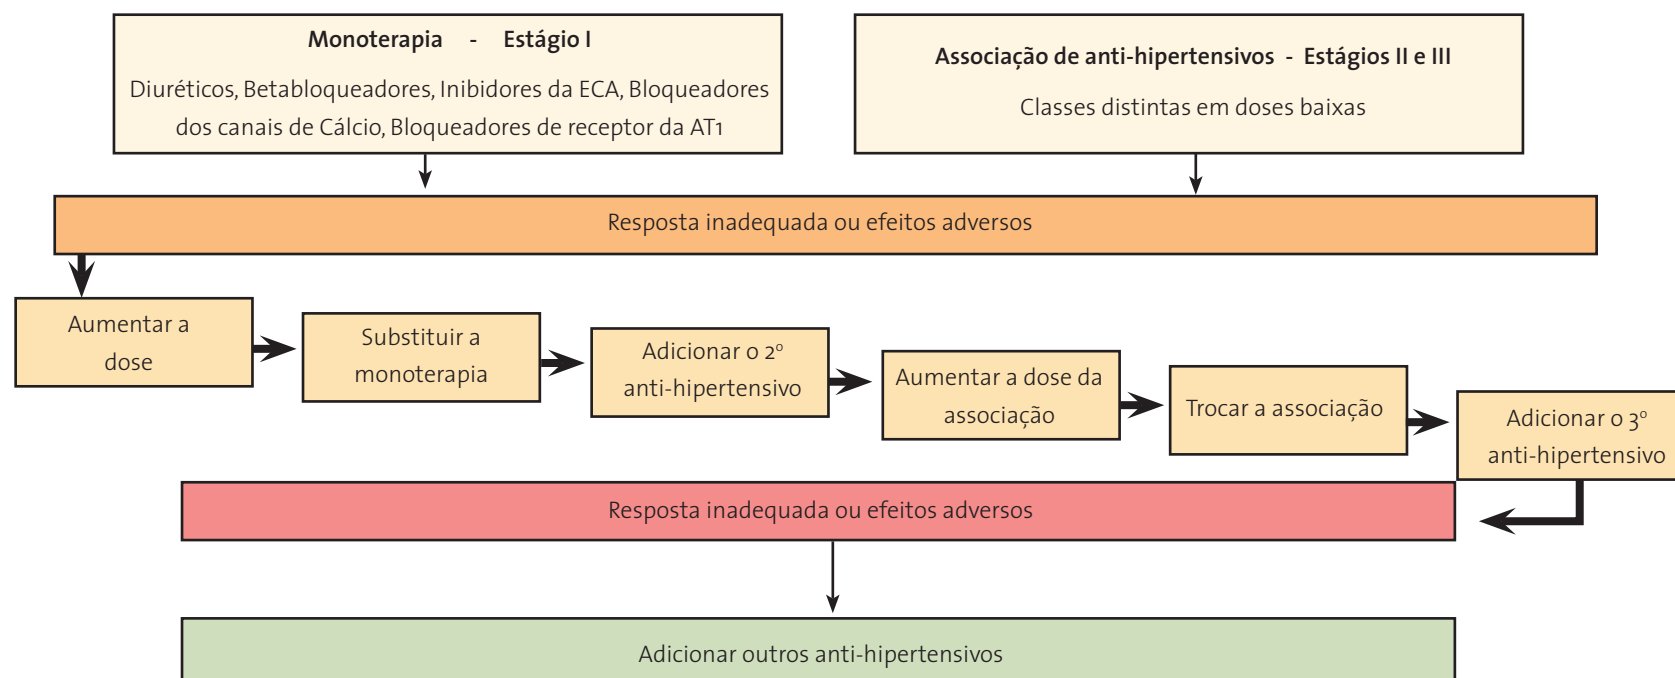 Monoterapia - Estágio I
Diuréticos, Betabloqueadores, Inibidores da ECA, Bloqueadores
dos canais de Cálcio, Bloqueadores de receptor da AT1
Associação de anti-hipertensivos - Estágios II e III
Classes distintas em doses baixas
Resposta inadequada ou efeitos adversos
Aumentar a
dose
Substituir a
monoterapia
Adicionar o 2º
anti-hipertensivo
Aumentar a dose da
associação
Trocar a associação
Adicionar o 3º
anti-hipertensivo
Resposta inadequada ou efeitos adversos
Adicionar outros anti-hipertensivos